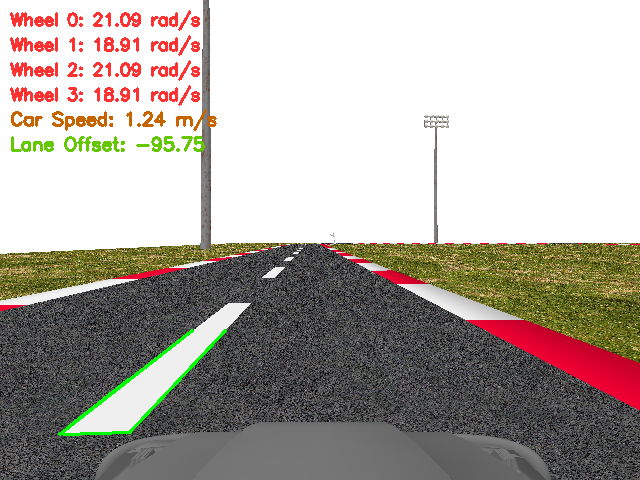 Wheel 0: 21.09 rad/s
Wheel 1: 18.91 rad/s
Wheel 2: 21.09 rad/s
Wheel 3: 18.91 rad/s
Car Speed: 1.24 m/s
Lane Offset: -95.75